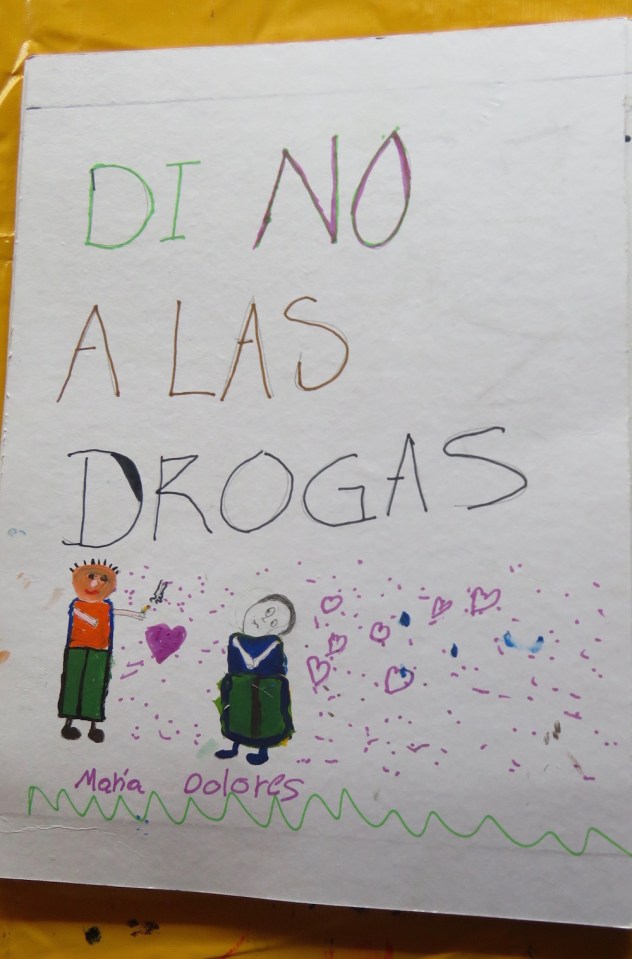 DI NO
A LAS
DROGAS
María Dolores